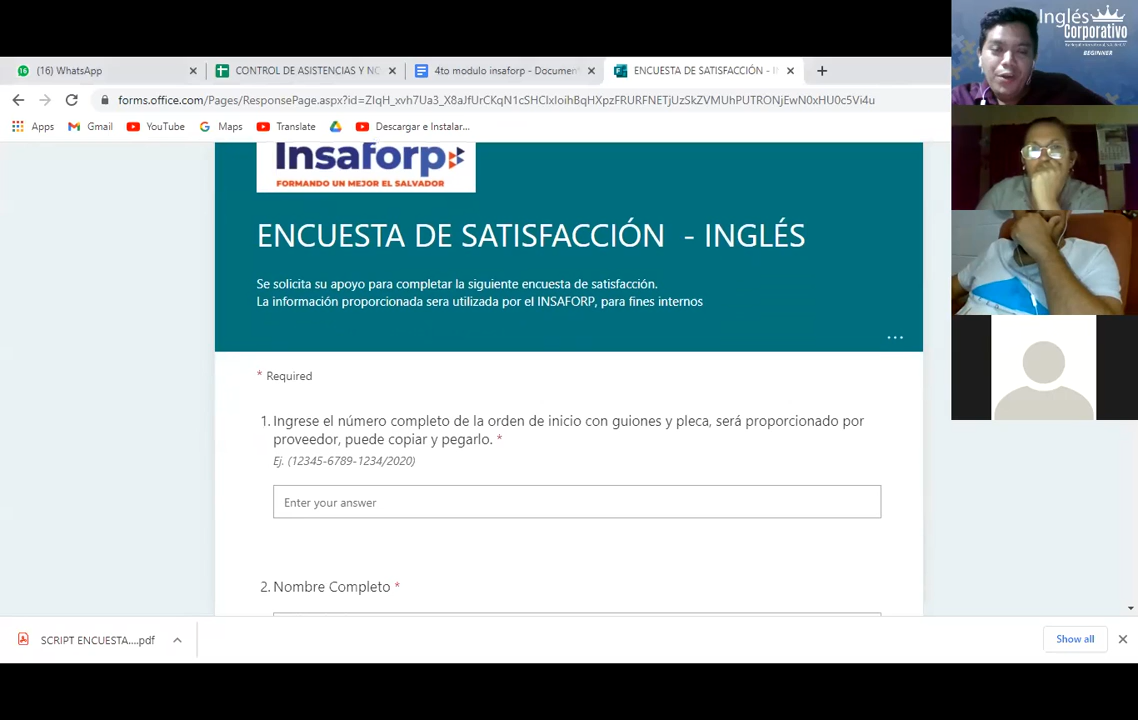 (16) WhatsApp
CONTROL DE ASISTENCIAS Y NO
4to modulo insaforp - Document
ENCUESTA DE SATISFACCIÓN - I
forms.office.com/Pages/ResponsePage.aspx?id=ZIqH_xvh7Ua3_X8aJfUrCKqN1cSHCIxIoihBqHXpzFRURFNETjUzSkZVMUhPUTRONjEwN0xHU0c5Vi4u
Apps
Gmail
YouTube
Maps
Translate
Descargar e Instalar...
Inglés
Corporativo
BEGINNER
Insaforp
FORMANDO UN MEJOR EL SALVADOR
ENCUESTA DE SATISFACCIÓN - INGLÉS
Se solicita su apoyo para completar la siguiente encuesta de satisfacción.
La información proporcionada sera utilizada por el INSAFORP, para fines internos
...
* Required
1. Ingrese el número completo de la orden de inicio con guiones y pleca, será proporcionado por
proveedor, puede copiar y pegarlo. *
Ej. (12345-6789-1234/2020)
Enter your answer
2. Nombre Completo *
SCRIPT ENCUESTA....pdf
Show all